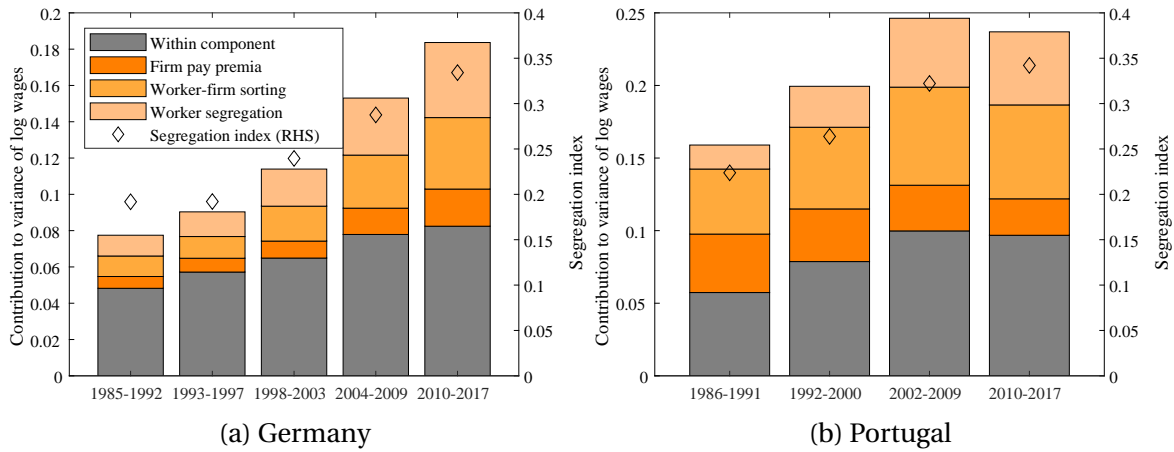 0.2
0.18
0.16
0.14
0.12
0.1
0.08
0.06
0.04
0.02
0
Contribution to variance of log wages
Within component
Firm pay premia
Worker-firm sorting
Worker segregation
Segregation index (RHS)
0.4
0.35
0.3
0.25
0.2
0.15
0.1
0.05
0
Segregation index
1985-1992 1993-1997 1998-2003 2004-2009 2010-2017
(a) Germany
0.25
0.2
0.15
0.1
0.05
0
Contribution to variance of log wages
0.4
0.35
0.3
0.25
0.2
0.15
0.1
0.05
0
Segregation index
1986-1991 1992-2000 2002-2009 2010-2017
(b) Portugal